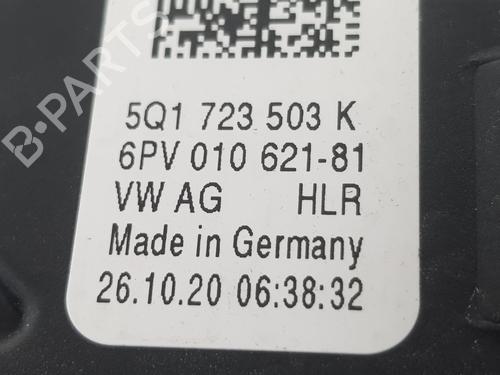 B-PARTS
5Q1 723 503 K
6PV 010 621-81
VW AG HLR
Made in Germany
26.10.20 06:38:32